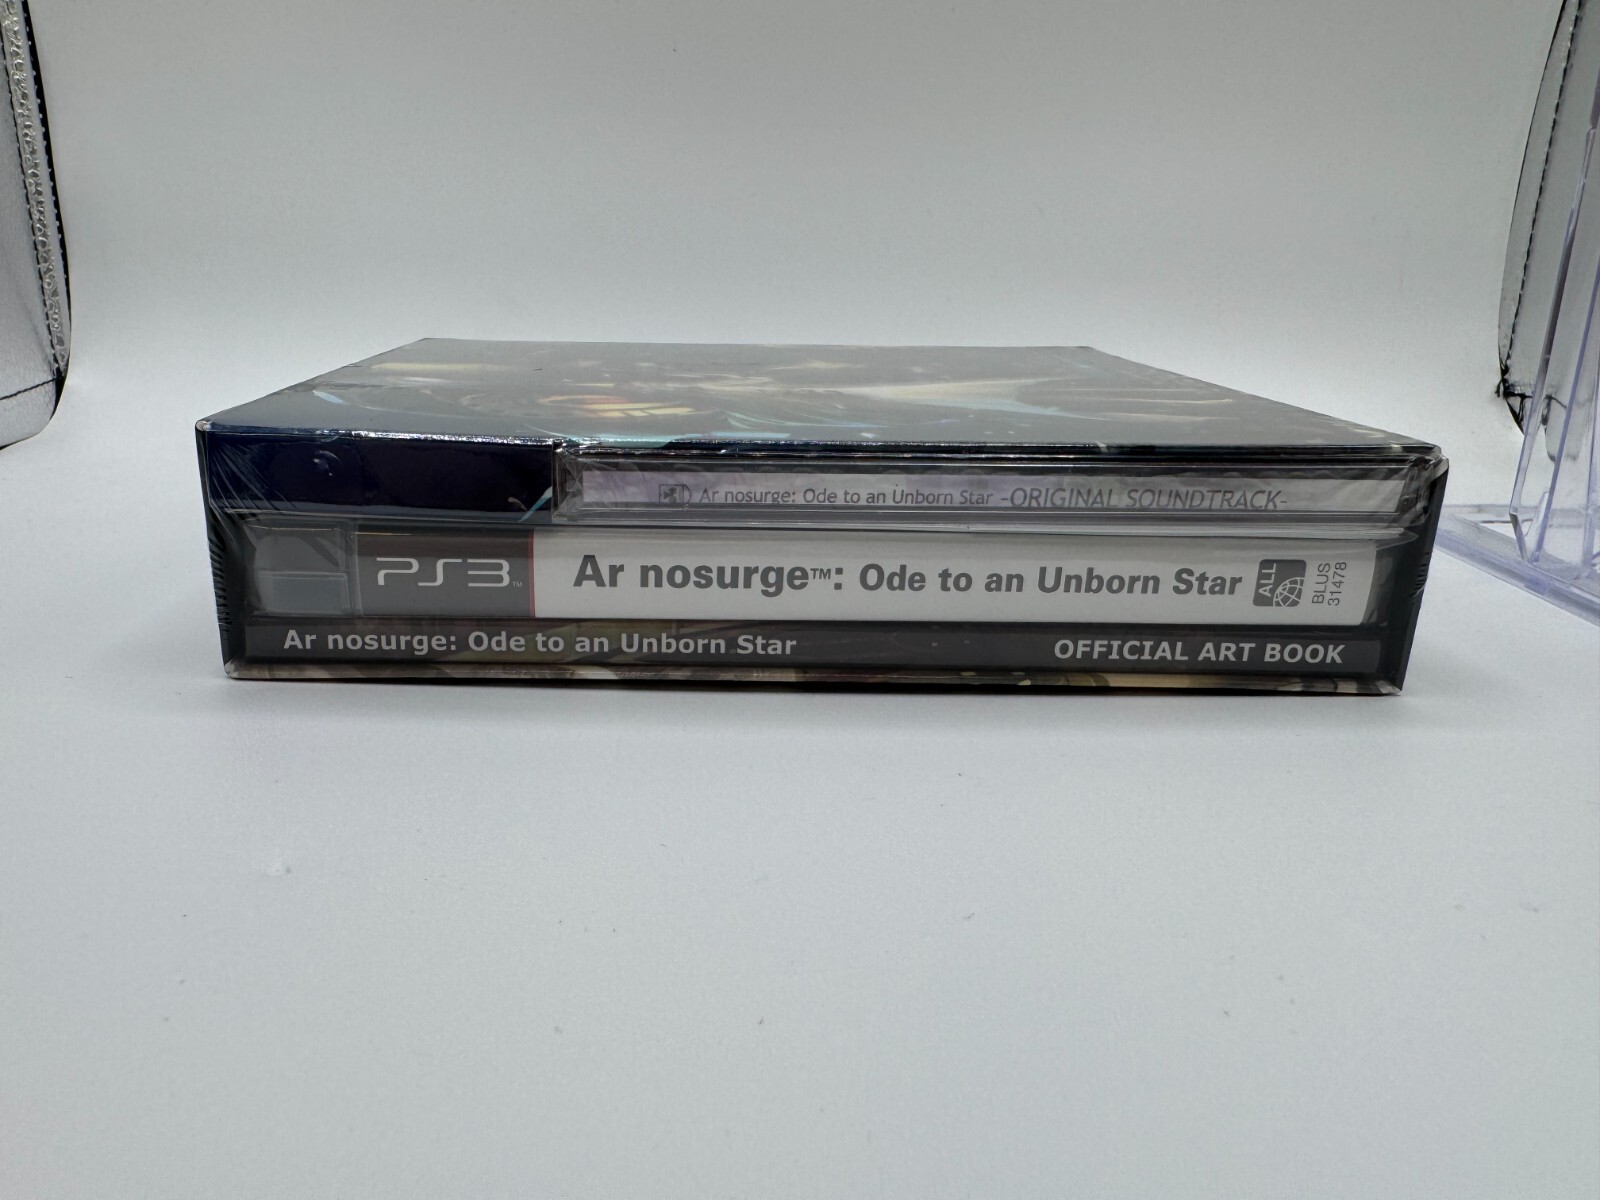 Ar nosurge: Ode to an Unborn Star -ORIGINAL SOUNDTRACK-
PS3™ Ar nosurge™: Ode to an Unborn Star ALL BLUS 31478
Ar nosurge: Ode to an Unborn Star OFFICIAL ART BOOK